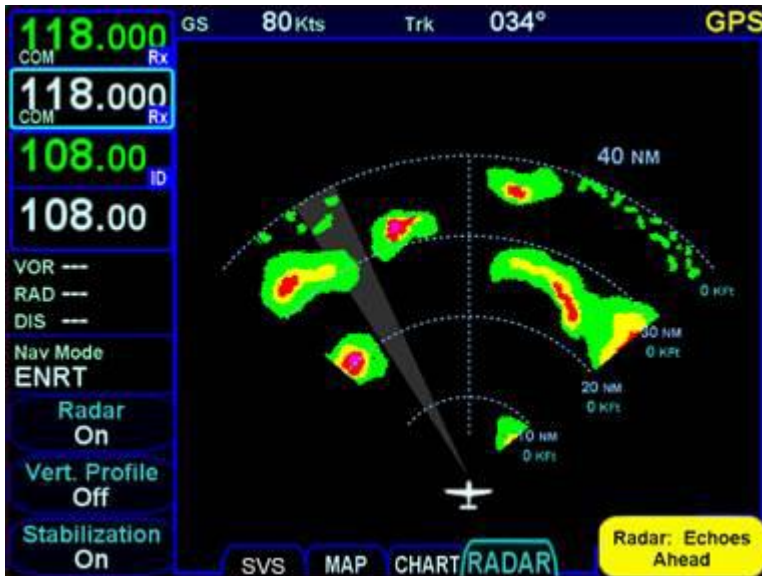 GS 80Kts Trk 034° GPS
118.000
COM Rx
118.000
COM Rx
108.00
ID
108.00
VOR ---
RAD ---
DIS ---
Nav Mode
ENRT
Radar
On
Vert. Profile
Off
Stabilization
On
40 NM
0 KFt
30 NM
0 KFt
20 NM
0 KFt
10 NM
0 KFt
SVS MAP CHART RADAR
Radar: Echoes
Ahead